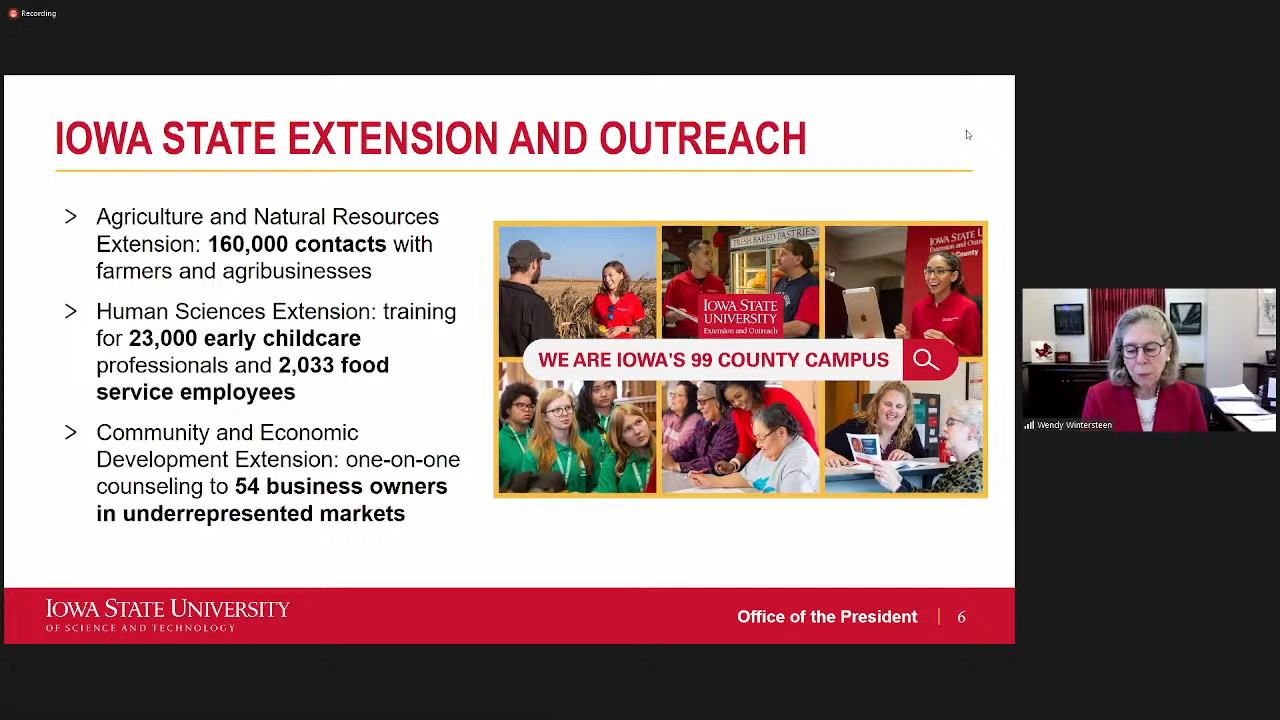 Recording
IOWA STATE EXTENSION AND OUTREACH
> Agriculture and Natural Resources
Extension: 160,000 contacts with
farmers and agribusinesses
> Human Sciences Extension: training
for 23,000 early childcare
professionals and 2,033 food
service employees
> Community and Economic
Development Extension: one-on-one
counseling to 54 business owners
in underrepresented markets
FRESH BAKED PASTRIES
IOWA STATE
UNIVERSITY
Extension and Outreach
IOWA STATE U
Extension and Outr
County
WE ARE IOWA'S 99 COUNTY CAMPUS
Wendy Wintersteen
IOWA STATE UNIVERSITY
OF SCIENCE AND TECHNOLOGY
Office of the President | 6